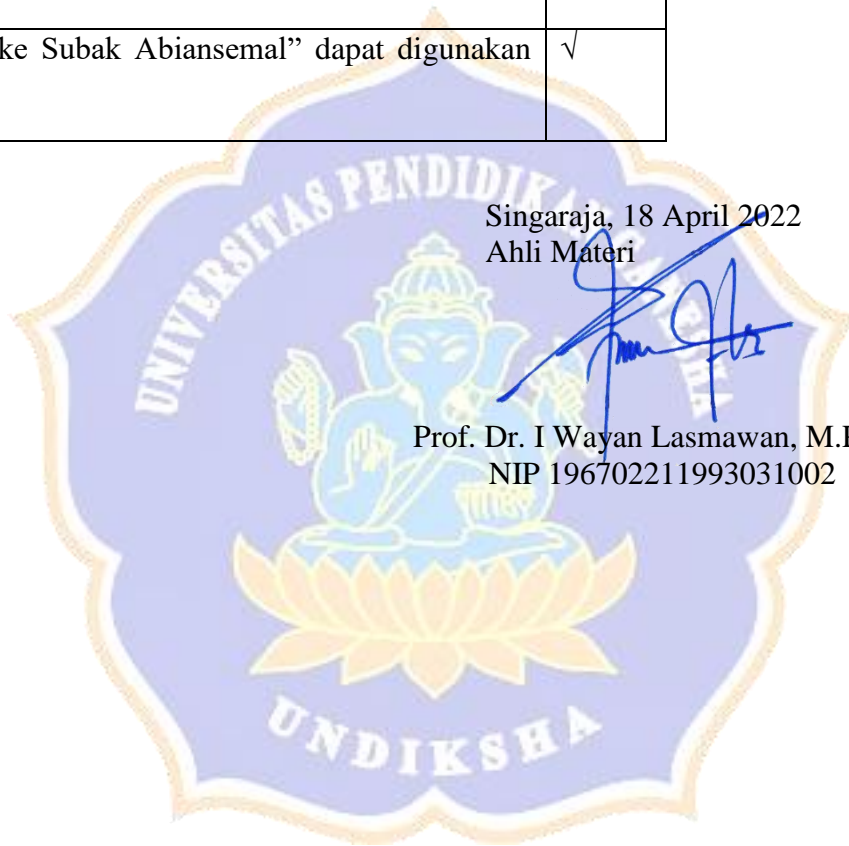 ke Subak Abiansemal” dapat digunakan √
UNIVERSITAS PENDIDIKAN GANESHA
Singaraja, 18 April 2022
Ahli Materi
Prof. Dr. I Wayan Lasmawan, M.
NIP 196702211993031002
UNDIKSHA